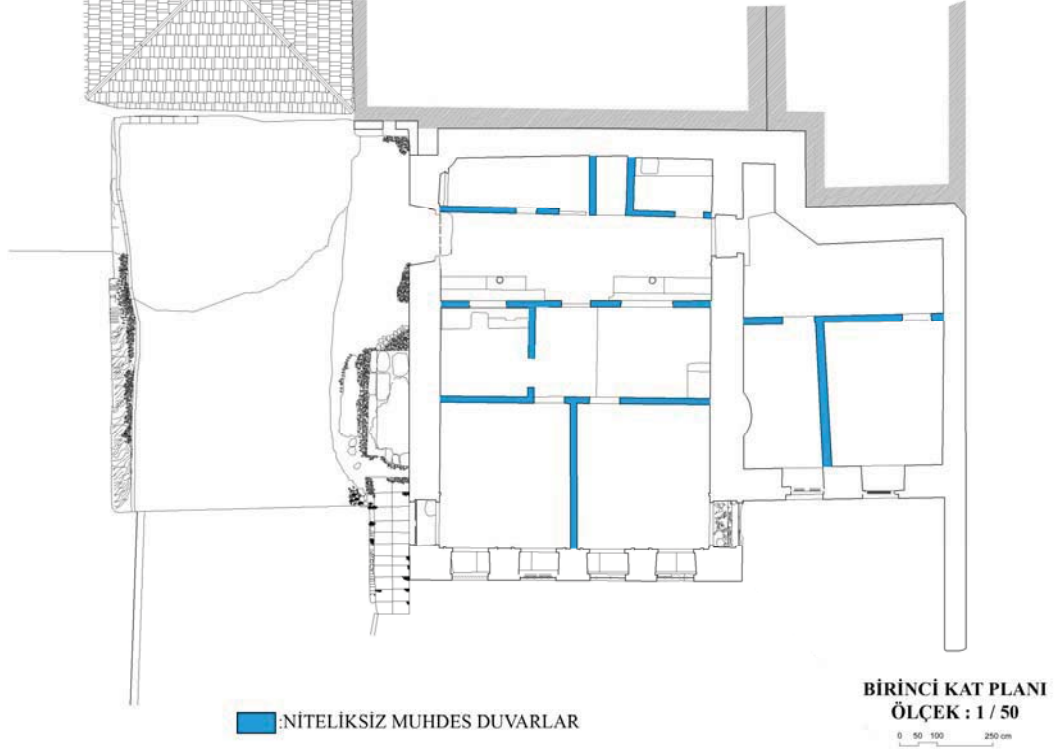 :NİTELİKSİZ MUHDES DUVARLAR
BİRİNCİ KAT PLANI
ÖLÇEK : 1 / 50
0 50 100 250 cm